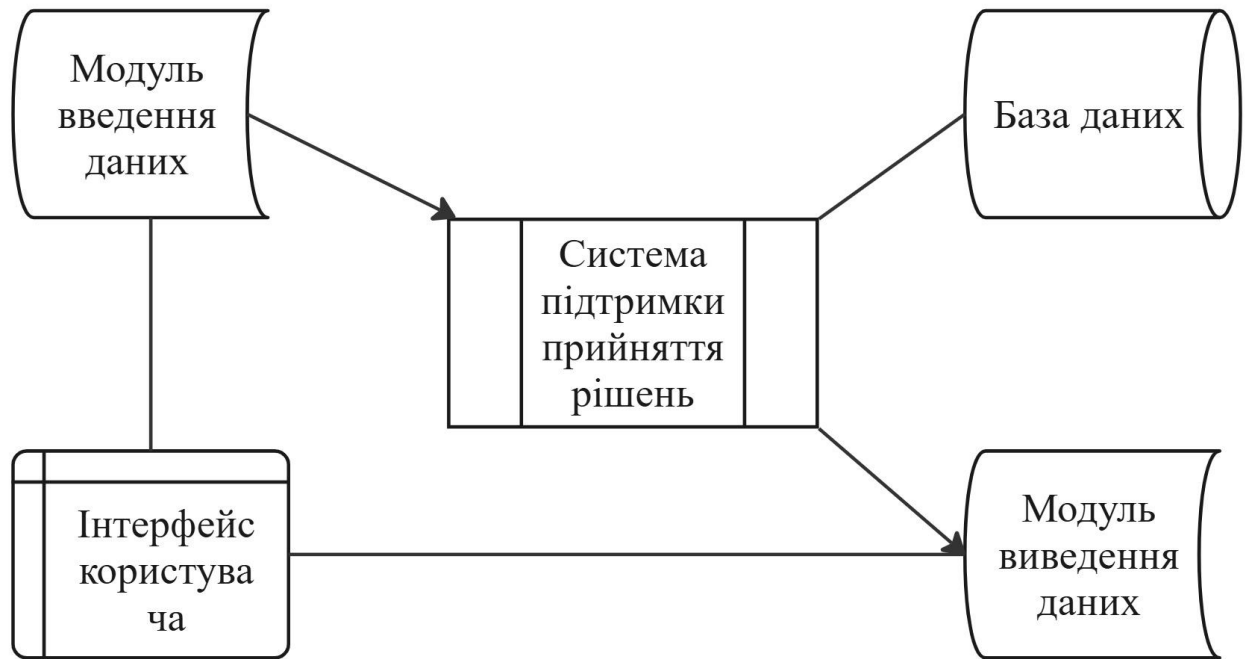 Модуль
введення
даних
База даних
Система
підтримки
прийняття
рішень
Інтерфейс
користува
ча
Модуль
виведення
даних